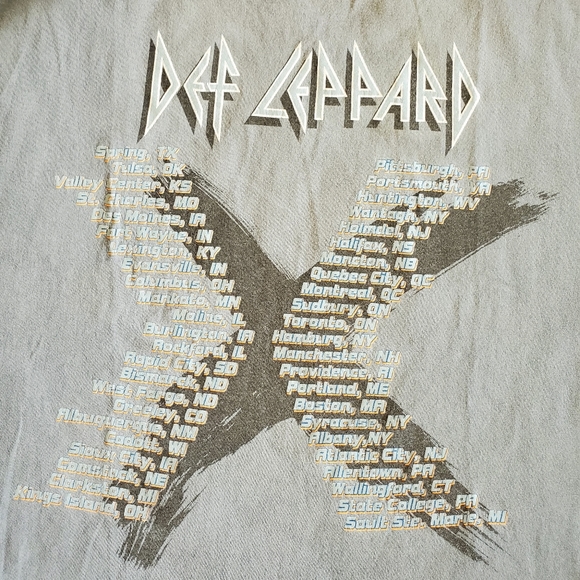 DEF LEPPARD
Spring, TX
Tulsa, OK
Valley Center, KS
St. Charles, MO
Des Moines, IA
Fort Wayne, IN
Lexington, KY
Evansville, IN
Columbus, OH
Mankato, MN
Moline, IL
Burlington, IA
Rockford, IL
Rapid City, SD
Bismark, ND
West Fargo, ND
Greeley, CO
Albuquerque, NM
Cadott, WI
Sioux City, IA
Comstock, NE
Clarkston, MI
Kings Island, OH
Pittsburgh, PA
Portsmouth, VA
Huntington, WV
Wantagh, NY
Holmdel, NJ
Halifax, NS
Moncton, NB
Quebec City, QC
Montreal, QC
Sudbury, ON
Toronto, ON
Hamburg, NY
Manchester, NH
Providence, RI
Portland, ME
Boston, MA
Syracuse, NY
Albany, NY
Atlantic City, NJ
Allentown, PA
Wallingford, CT
State College, PA
Sault Ste. Marie, MI